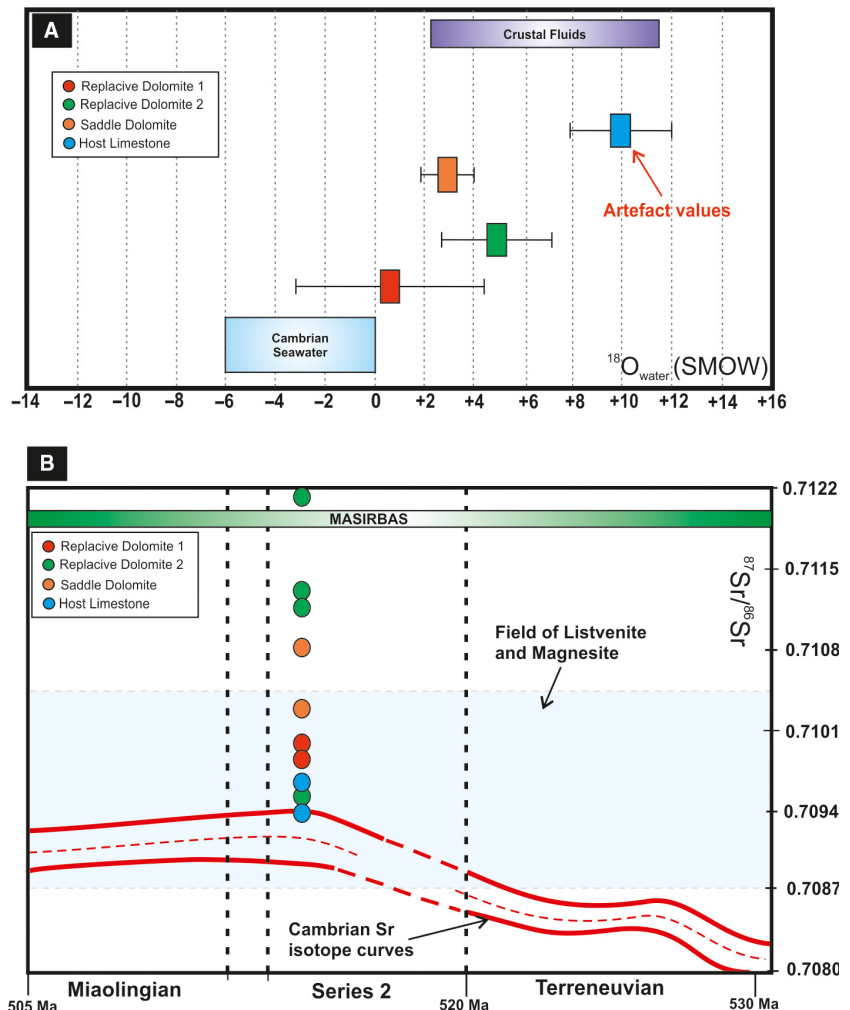 A
Crustal Fluids
Replacive Dolomite 1
Replacive Dolomite 2
Saddle Dolomite
Host Limestone
Artefact values
Cambrian
Seawater
18Owater(SMOW)
−14 −12 −10 −8 −6 −4 −2 0 +2 +4 +6 +8 +10 +12 +14 +16
B
0.7122
MASIRBAS
Replacive Dolomite 1
Replacive Dolomite 2
Saddle Dolomite
Host Limestone
87Sr/86Sr
0.7115
Field of Listvenite
and Magnesite
0.7108
0.7101
0.7094
0.7087
Cambrian Sr
isotope curves
0.7080
Miaolingian Series 2 Terreneuvian
505 Ma 520 Ma 530 Ma